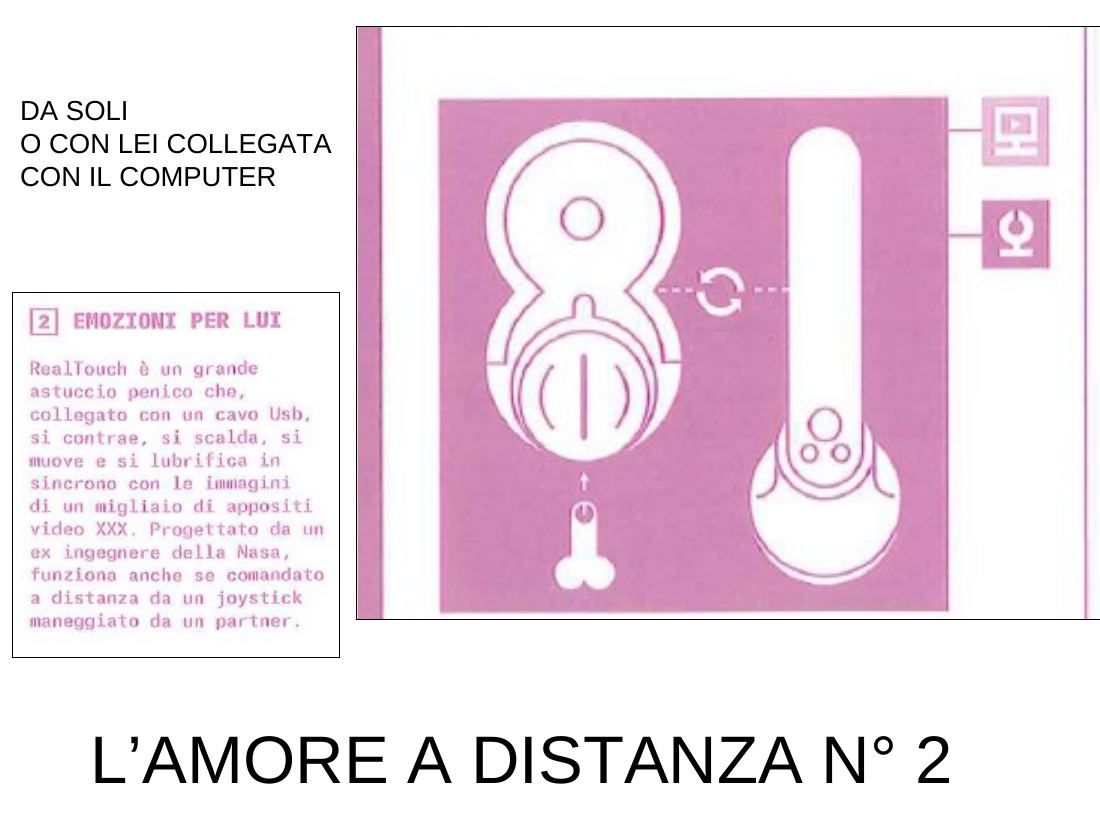 DA SOLI
O CON LEI COLLEGATA
CON IL COMPUTER
2 EMOZIONI PER LUI
RealTouch è un grande
astuccio penico che,
collegato con un cavo Usb,
si contrae, si scalda, si
muove e si lubrifica in
sincrono con le immagini
di un migliaio di appositi
video XXX. Progettato da un
ex ingegnere della Nasa,
funziona anche se comandato
a distanza da un joystick
maneggiato da un partner.
L’AMORE A DISTANZA N° 2